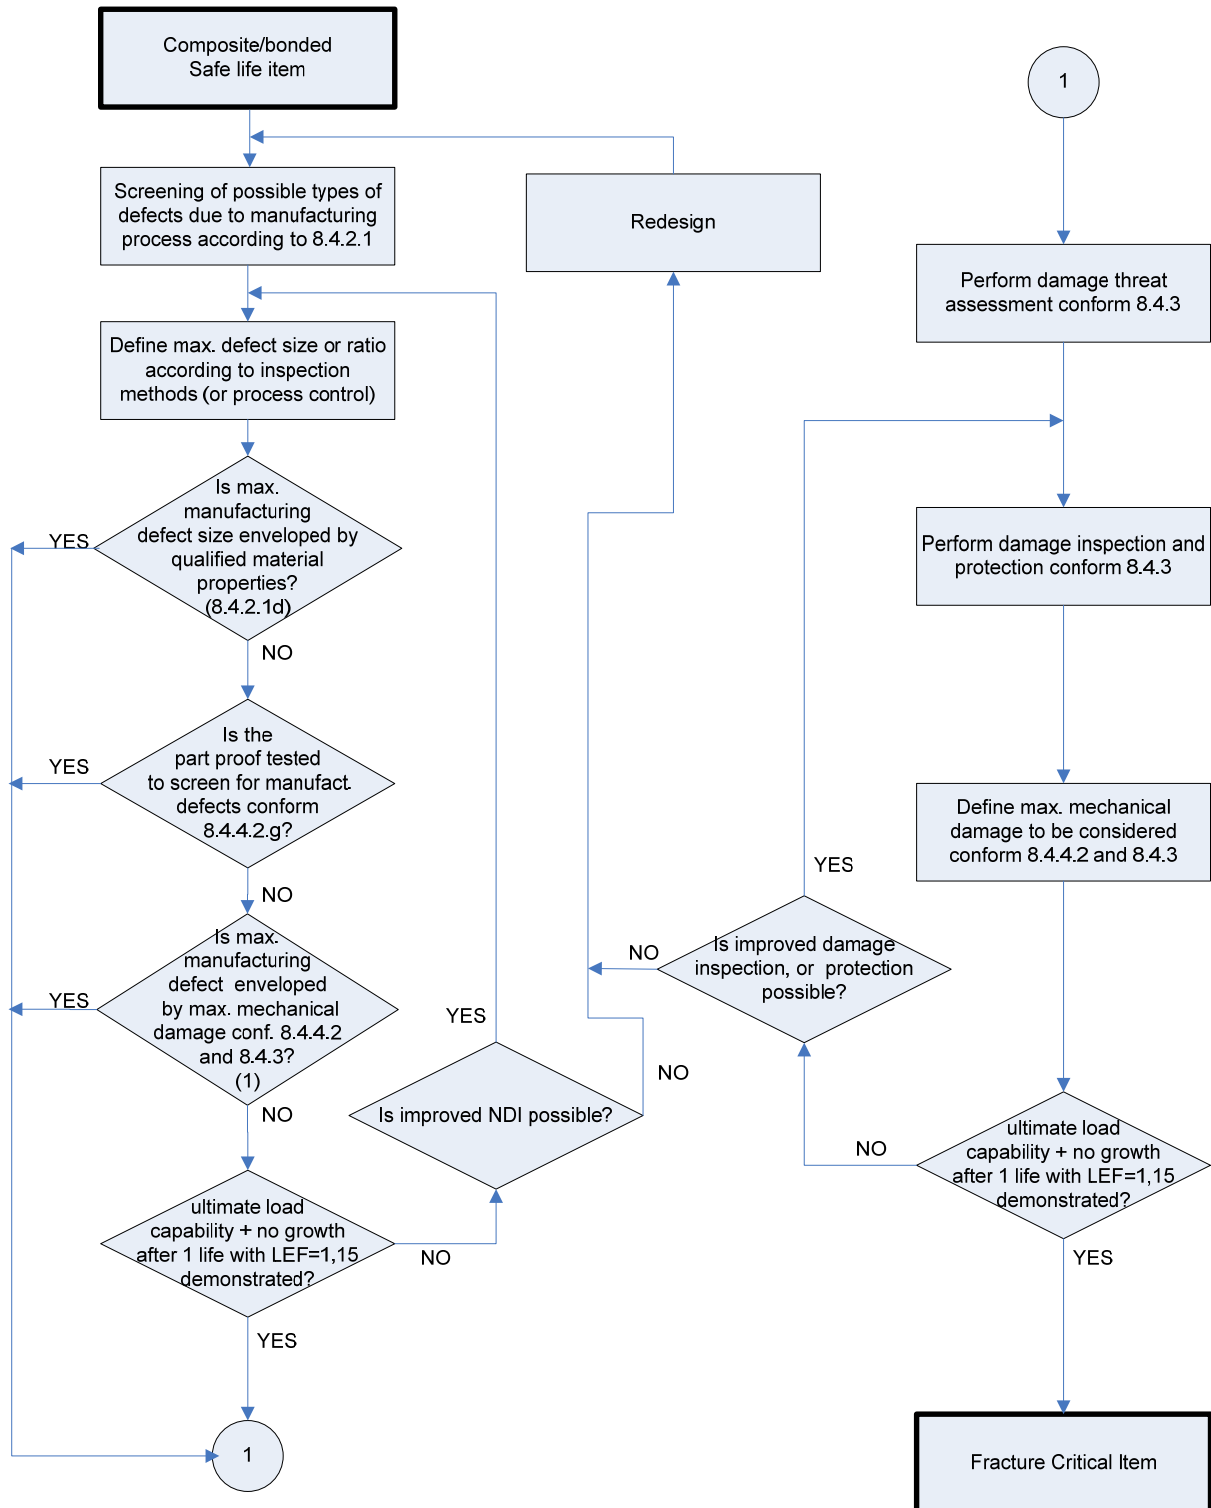 Composite/bonded
Safe life item
Screening of possible types of
defects due to manufacturing
process according to 8.4.2.1
Define max. defect size or ratio
according to inspection
methods (or process control)
Is max.
manufacturing
defect size enveloped by
qualified material
properties?
(8.4.2.1d)
YES
NO
Is the
part proof tested
to screen for manufact.
defects conform
8.4.4.2.g?
YES
NO
Is max.
manufacturing
defect enveloped
by max. mechanical
damage conf. 8.4.4.2
and 8.4.3?
(1)
YES
NO
ultimate load
capability + no growth
after 1 life with LEF=1,15
demonstrated?
NO
YES
1
Redesign
YES
Is improved NDI possible?
NO
1
Perform damage threat
assessment conform 8.4.3
Perform damage inspection and
protection conform 8.4.3
Define max. mechanical
damage to be considered
conform 8.4.4.2 and 8.4.3
YES
NO
Is improved damage
inspection, or protection
possible?
NO
ultimate load
capability + no growth
after 1 life with LEF=1,15
demonstrated?
YES
Fracture Critical Item